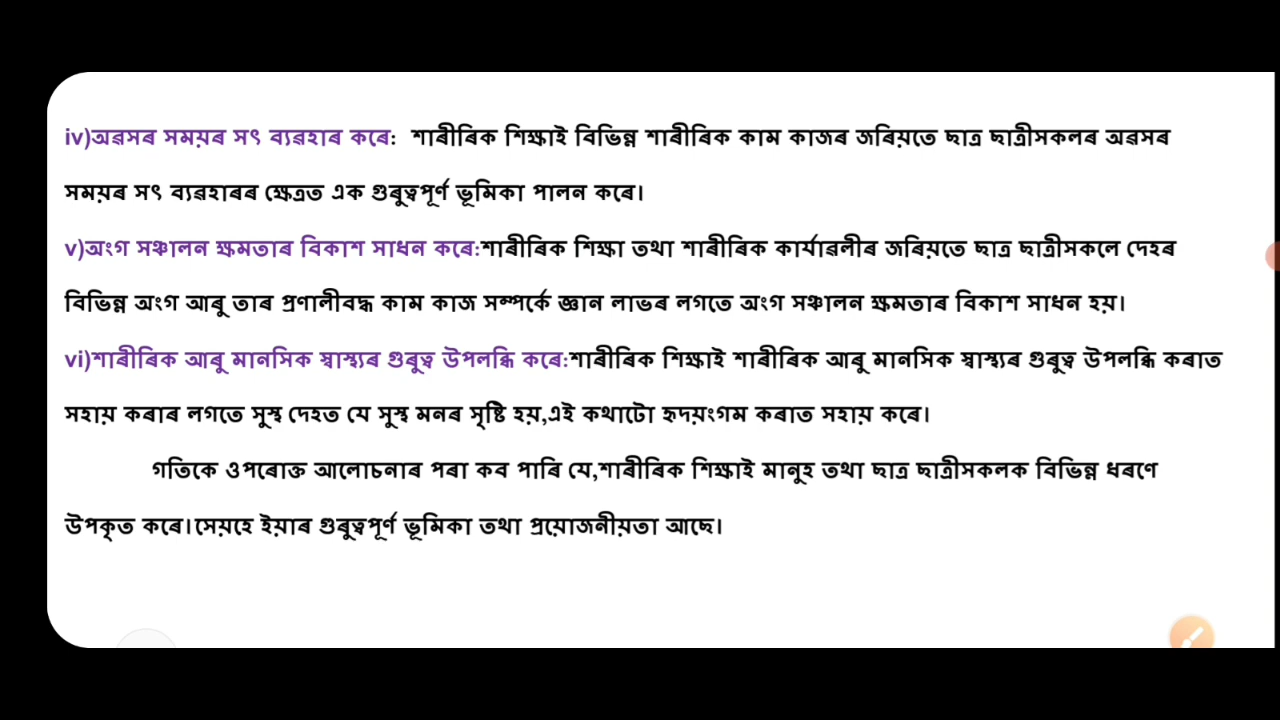 iv)অৱসৰ সময়ৰ সৎ ব্যৱহাৰ কৰে: শাৰীৰিক শিক্ষাই বিভিন্ন শাৰীৰিক কাম কাজৰ জৰিয়তে ছাত্ৰ ছাত্ৰীসকলৰ অৱসৰ
সময়ৰ সৎ ব্যৱহাৰৰ ক্ষেত্ৰত এক গুৰুত্বপূৰ্ণ ভূমিকা পালন কৰে।
v)অংগ সঞ্চালন ক্ষমতাৰ বিকাশ সাধন কৰে:শাৰীৰিক শিক্ষা তথা শাৰীৰিক কাৰ্যাৱলীৰ জৰিয়তে ছাত্ৰ ছাত্ৰীসকলে দেহৰ
বিভিন্ন অংগ আৰু তাৰ প্ৰণালীবদ্ধ কাম কাজ সম্পৰ্কে জ্ঞান লাভৰ লগতে অংগ সঞ্চালন ক্ষমতাৰ বিকাশ সাধন হয়।
vi)শাৰীৰিক আৰু মানসিক স্বাস্থ্যৰ গুৰুত্ব উপলব্ধি কৰে:শাৰীৰিক শিক্ষাই শাৰীৰিক আৰু মানসিক স্বাস্থ্যৰ গুৰুত্ব উপলব্ধি কৰাত
সহায় কৰাৰ লগতে সুস্থ দেহত যে সুস্থ মনৰ সৃষ্টি হয়,এই কথাটো হৃদয়ংগম কৰাত সহায় কৰে।
গতিকে ওপৰোক্ত আলোচনাৰ পৰা কব পাৰি যে,শাৰীৰিক শিক্ষাই মানুহ তথা ছাত্ৰ ছাত্ৰীসকলক বিভিন্ন ধৰণে
উপকৃত কৰে।সেয়হে ইয়াৰ গুৰুত্বপূৰ্ণ ভূমিকা তথা প্ৰয়োজনীয়তা আছে।